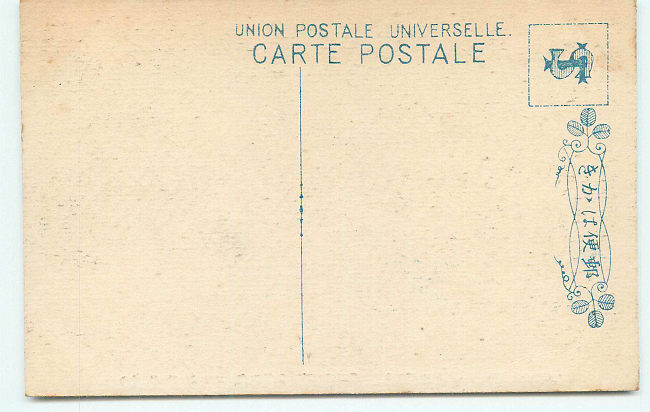 UNION POSTALE UNIVERSELLE.
CARTE POSTALE
きかは便郵